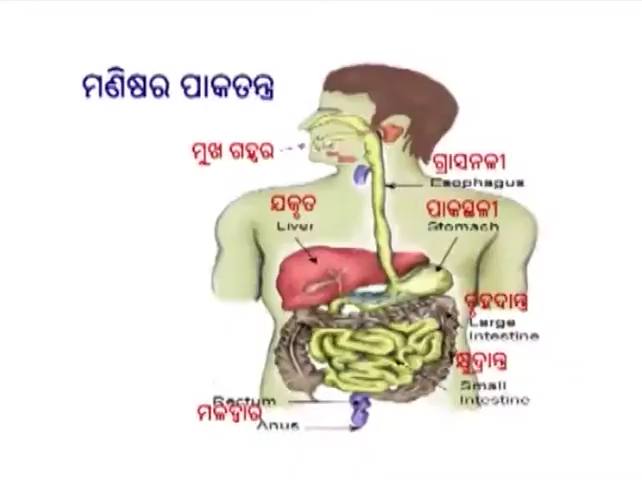 ମଣିଷର ପାକତନ୍ତ୍ର
ମୁଖ ଗହ୍ୱର
ଗ୍ରାସନଳୀ
Esophagus
ଯକୃତ
Liver
ପାକସ୍ଥଳୀ
Stomach
ବୃହଦାନ୍ତ୍ର
Large
Intestine
କ୍ଷୁଦ୍ରାନ୍ତ୍ର
Small
Intestine
Rectum
ମଳଦ୍ୱାର
Anus